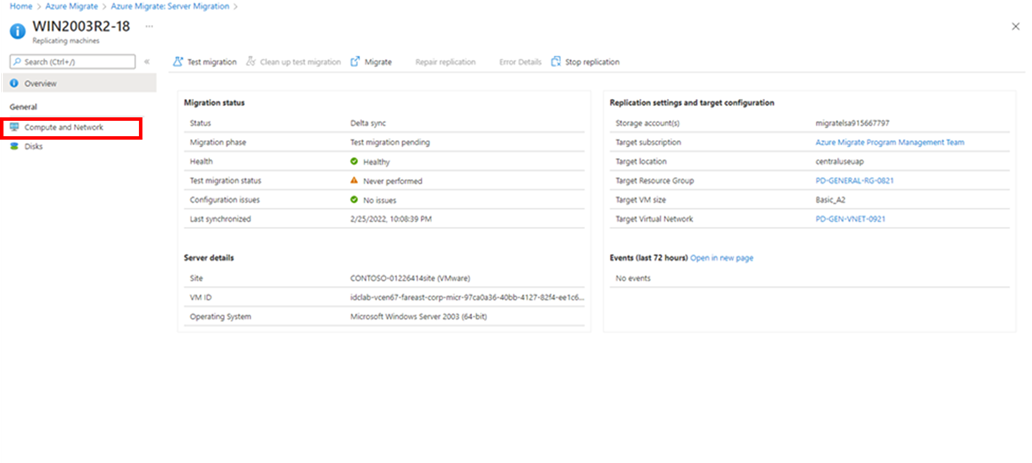 Home > Azure Migrate > Azure Migrate: Server Migration >
WIN2003R2-18 ...
Replicating machines
Search (Ctrl+/) «
Overview
General
Compute and Network
Disks
Test migration Clean up test migration Migrate Repair replication Error Details Stop replication
Migration status
Status Delta sync
Migration phase Test migration pending
Health Healthy
Test migration status Never performed
Configuration issues No issues
Last synchronized 2/25/2022, 10:08:39 PM
Server details
Site CONTOSO-01226414site (VMware)
VM ID idclab-vcen67-fareast-corp-micr-97ca0a36-40bb-4127-82f4-ee1c6...
Operating System Microsoft Windows Server 2003 (64-bit)
Replication settings and target configuration
Storage account(s) migratelsa915667797
Target subscription Azure Migrate Program Management Team
Target location centraluseuap
Target Resource Group PD-GENERAL-RG-0821
Target VM size Basic_A2
Target Virtual Network PD-GEN-VNET-0921
Events (last 72 hours) Open in new page
No events